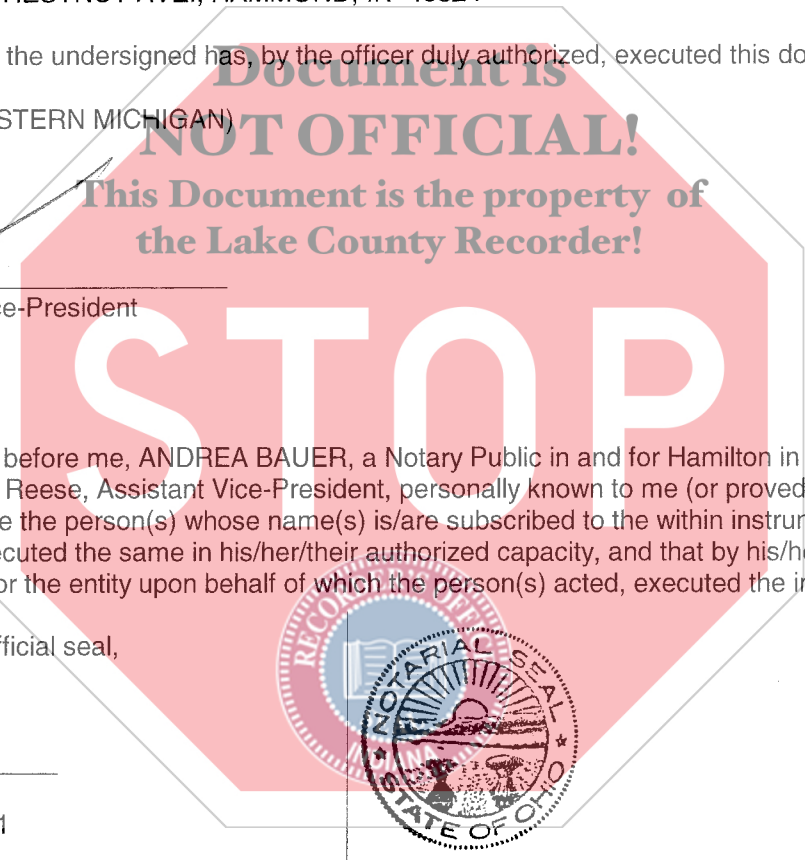 the undersigned has, by the officer duly authorized, executed this do
Document is
STERN MICHIGAN)
NOT OFFICIAL!
This Document is the property of
the Lake County Recorder!
ce-President
STOP
before me, ANDREA BAUER, a Notary Public in and for Hamilton in
Reese, Assistant Vice-President, personally known to me (or proved
e the person(s) whose name(s) is/are subscribed to the within instru
ecuted the same in his/her/their authorized capacity, and that by his/h
or the entity upon behalf of which the person(s) acted, executed the i
fficial seal,
RECORDER OFFIC
INDIANA
NOTARIAL SEAL
STATE OF OHIO
1